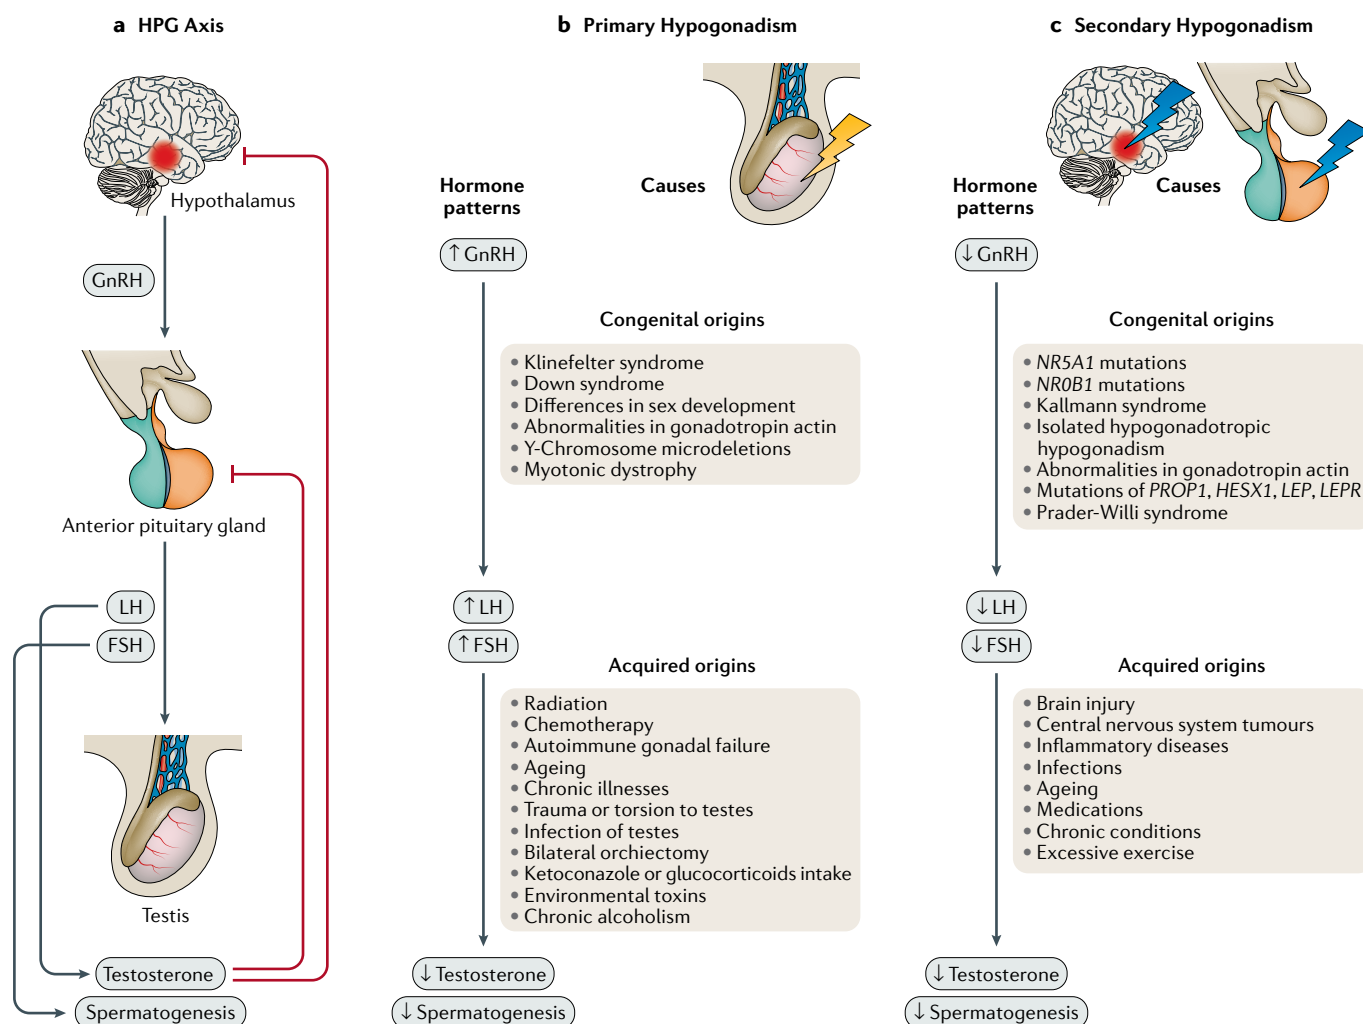 a HPG Axis
Hypothalamus
GnRH
Anterior pituitary gland
LH
FSH
Testis
Testosterone
Spermatogenesis
b Primary Hypogonadism
Hormone
patterns
Causes
↑ GnRH
Congenital origins
• Klinefelter syndrome
• Down syndrome
• Differences in sex development
• Abnormalities in gonadotropin actin
• Y-Chromosome microdeletions
• Myotonic dystrophy
↑ LH
↑ FSH
Acquired origins
• Radiation
• Chemotherapy
• Autoimmune gonadal failure
• Ageing
• Chronic illnesses
• Trauma or torsion to testes
• Infection of testes
• Bilateral orchiectomy
• Ketoconazole or glucocorticoids intake
• Environmental toxins
• Chronic alcoholism
↓ Testosterone
↓ Spermatogenesis
c Secondary Hypogonadism
Hormone
patterns
Causes
↓ GnRH
Congenital origins
• NR5A1 mutations
• NR0B1 mutations
• Kallmann syndrome
• Isolated hypogonadotropic
hypogonadism
• Abnormalities in gonadotropin actin
• Mutations of PROP1, HESX1, LEP, LEPR
• Prader-Willi syndrome
↓ LH
↓ FSH
Acquired origins
• Brain injury
• Central nervous system tumours
• Inflammatory diseases
• Infections
• Ageing
• Medications
• Chronic conditions
• Excessive exercise
↓ Testosterone
↓ Spermatogenesis